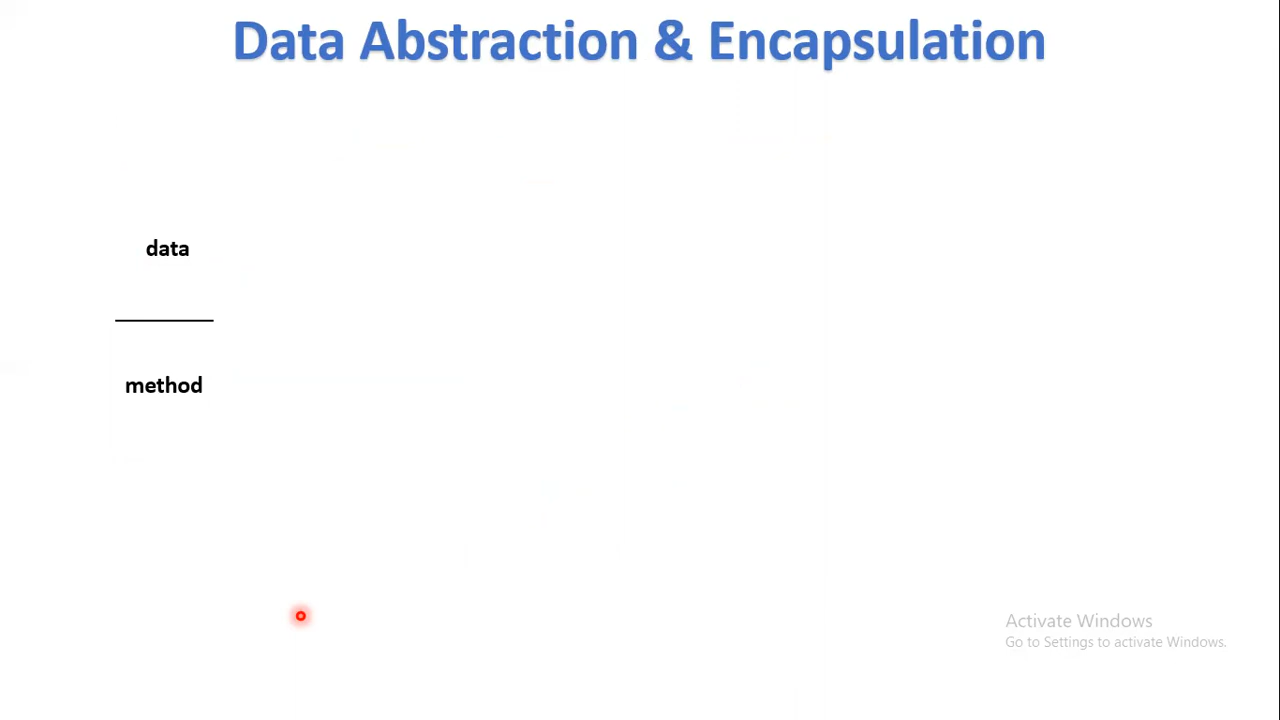 Data Abstraction & Encapsulation
data
method
Activate Windows
Go to Settings to activate Windows.